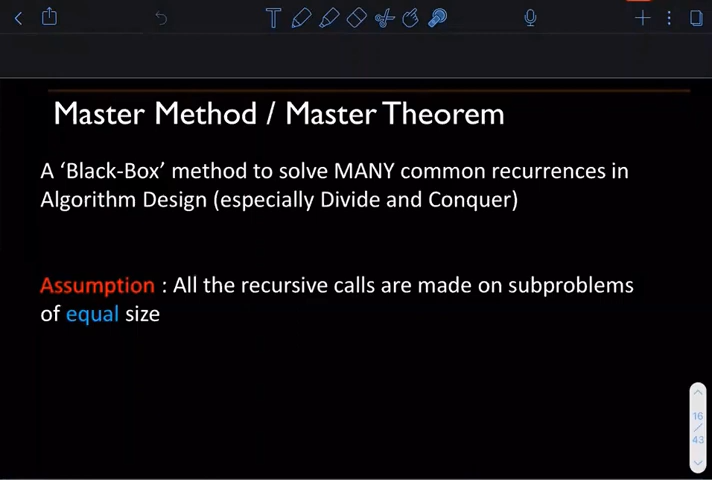 Master Method / Master Theorem
A ‘Black-Box’ method to solve MANY common recurrences in
Algorithm Design (especially Divide and Conquer)
Assumption : All the recursive calls are made on subproblems
of equal size
16
/
43